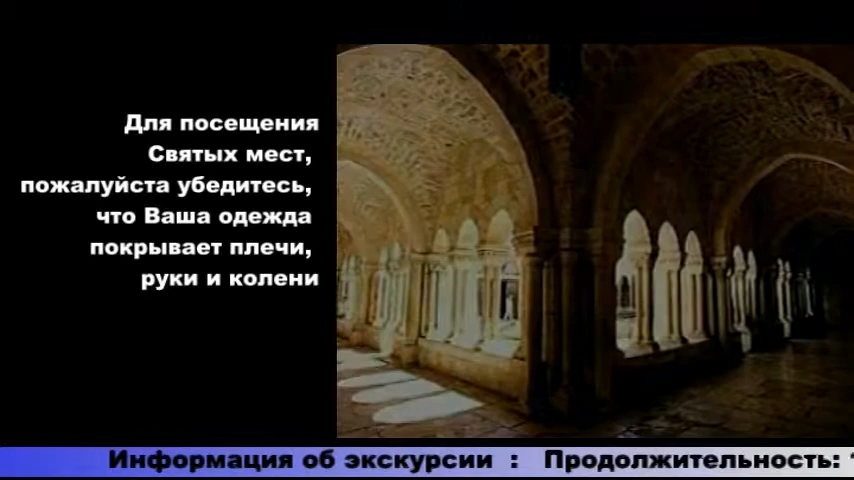 Для посещения
Святых мест,
пожалуйста убедитесь,
что Ваша одежда
покрывает плечи,
руки и колени
Информация об экскурсии : Продолжительность: